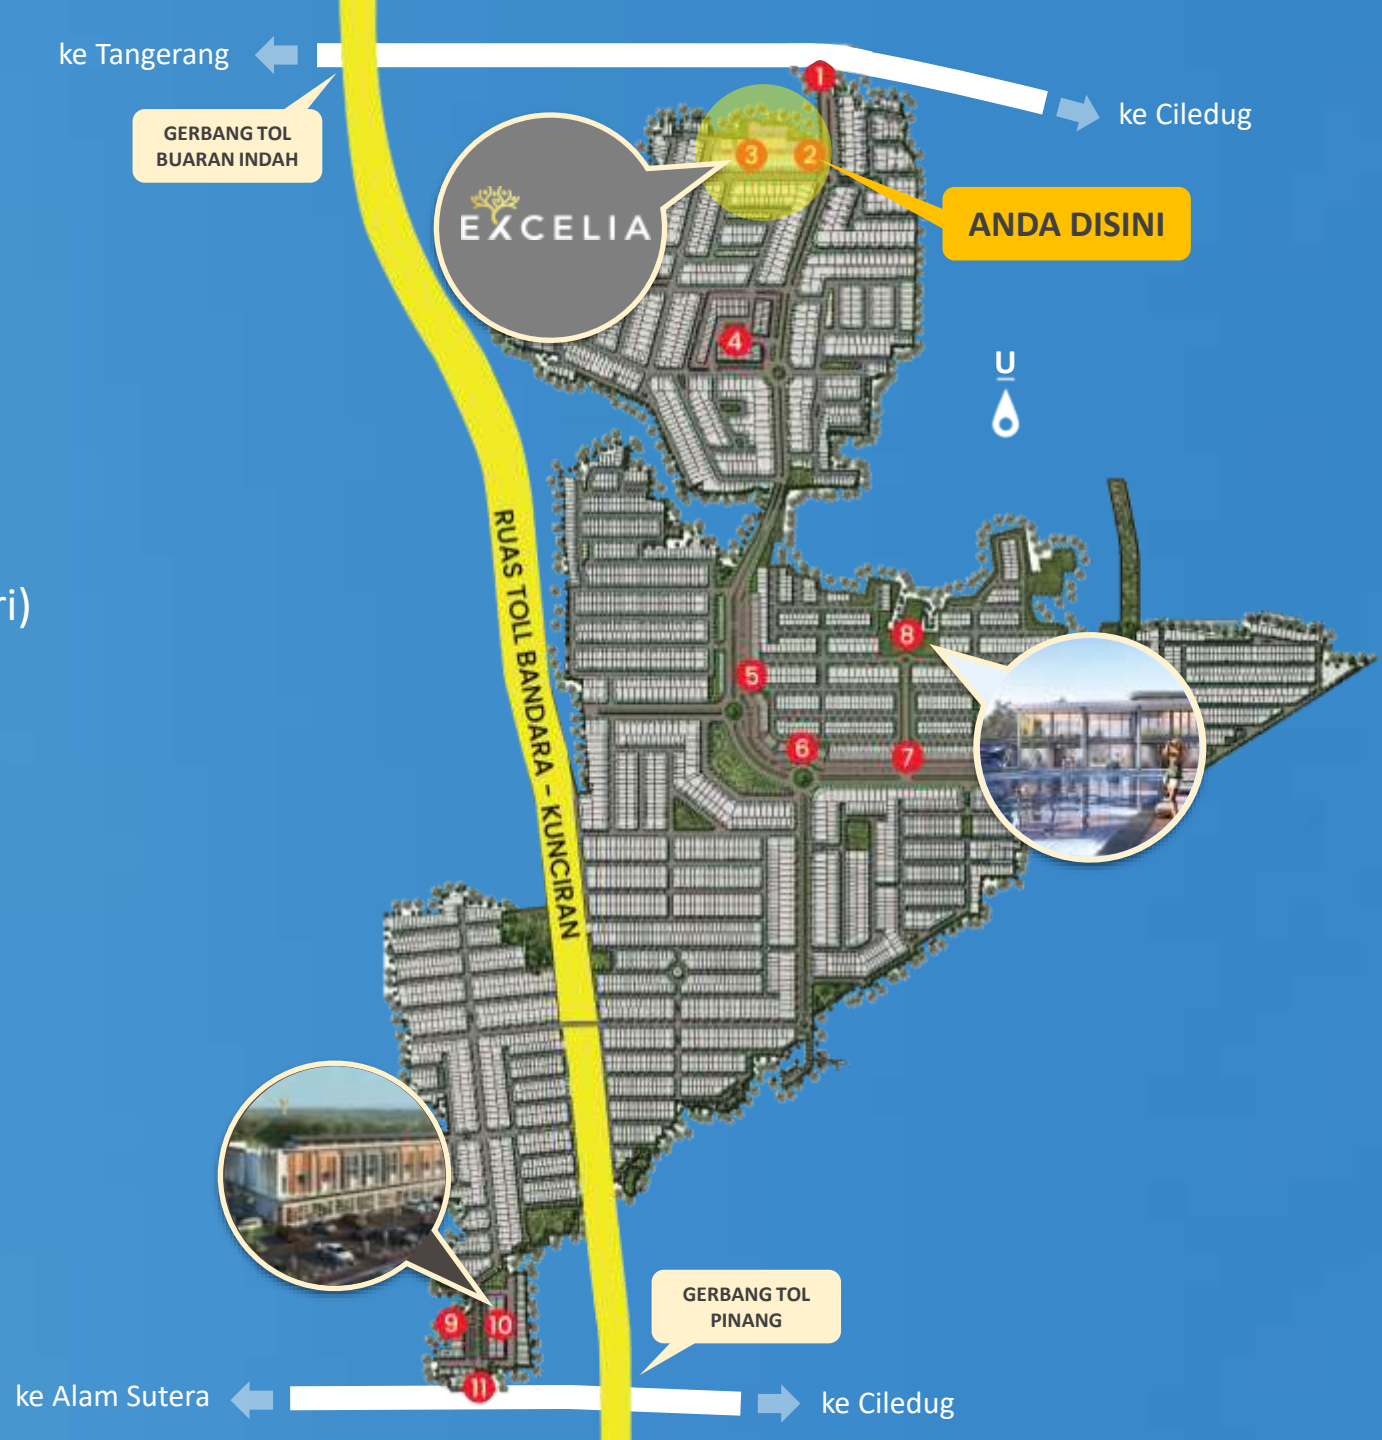 ke Tangerang
ke Ciledug
GERBANG TOL
BUARAN INDAH
1
3
2
EXCELIA
ANDA DISINI
4
U
RUAS TOLL BANDARA - KUNCIRAN
ri)
8
5
6
7
GERBANG TOL
PINANG
9
10
11
ke Alam Sutera
ke Ciledug